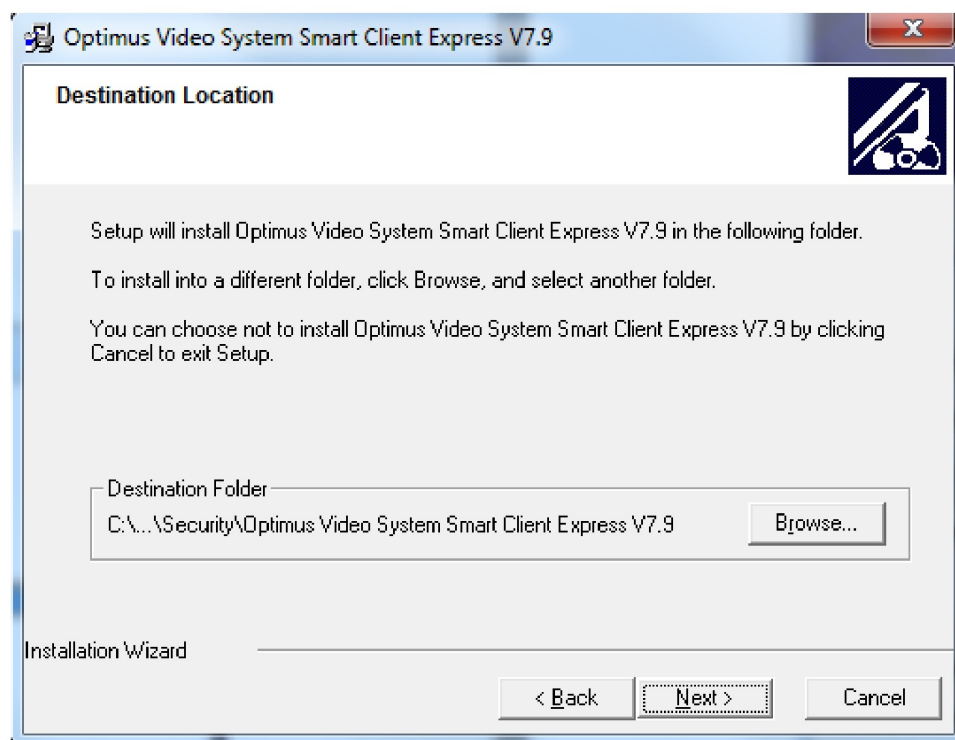 Optimus Video System Smart Client Express V7.9
Destination Location
Setup will install Optimus Video System Smart Client Express V7.9 in the following folder.
To install into a different folder, click Browse, and select another folder.
You can choose not to install Optimus Video System Smart Client Express V7.9 by clicking
Cancel to exit Setup.
Destination Folder
C:\...\Security\Optimus Video System Smart Client Express V7.9
Browse...
Installation Wizard
< Back
Next >
Cancel